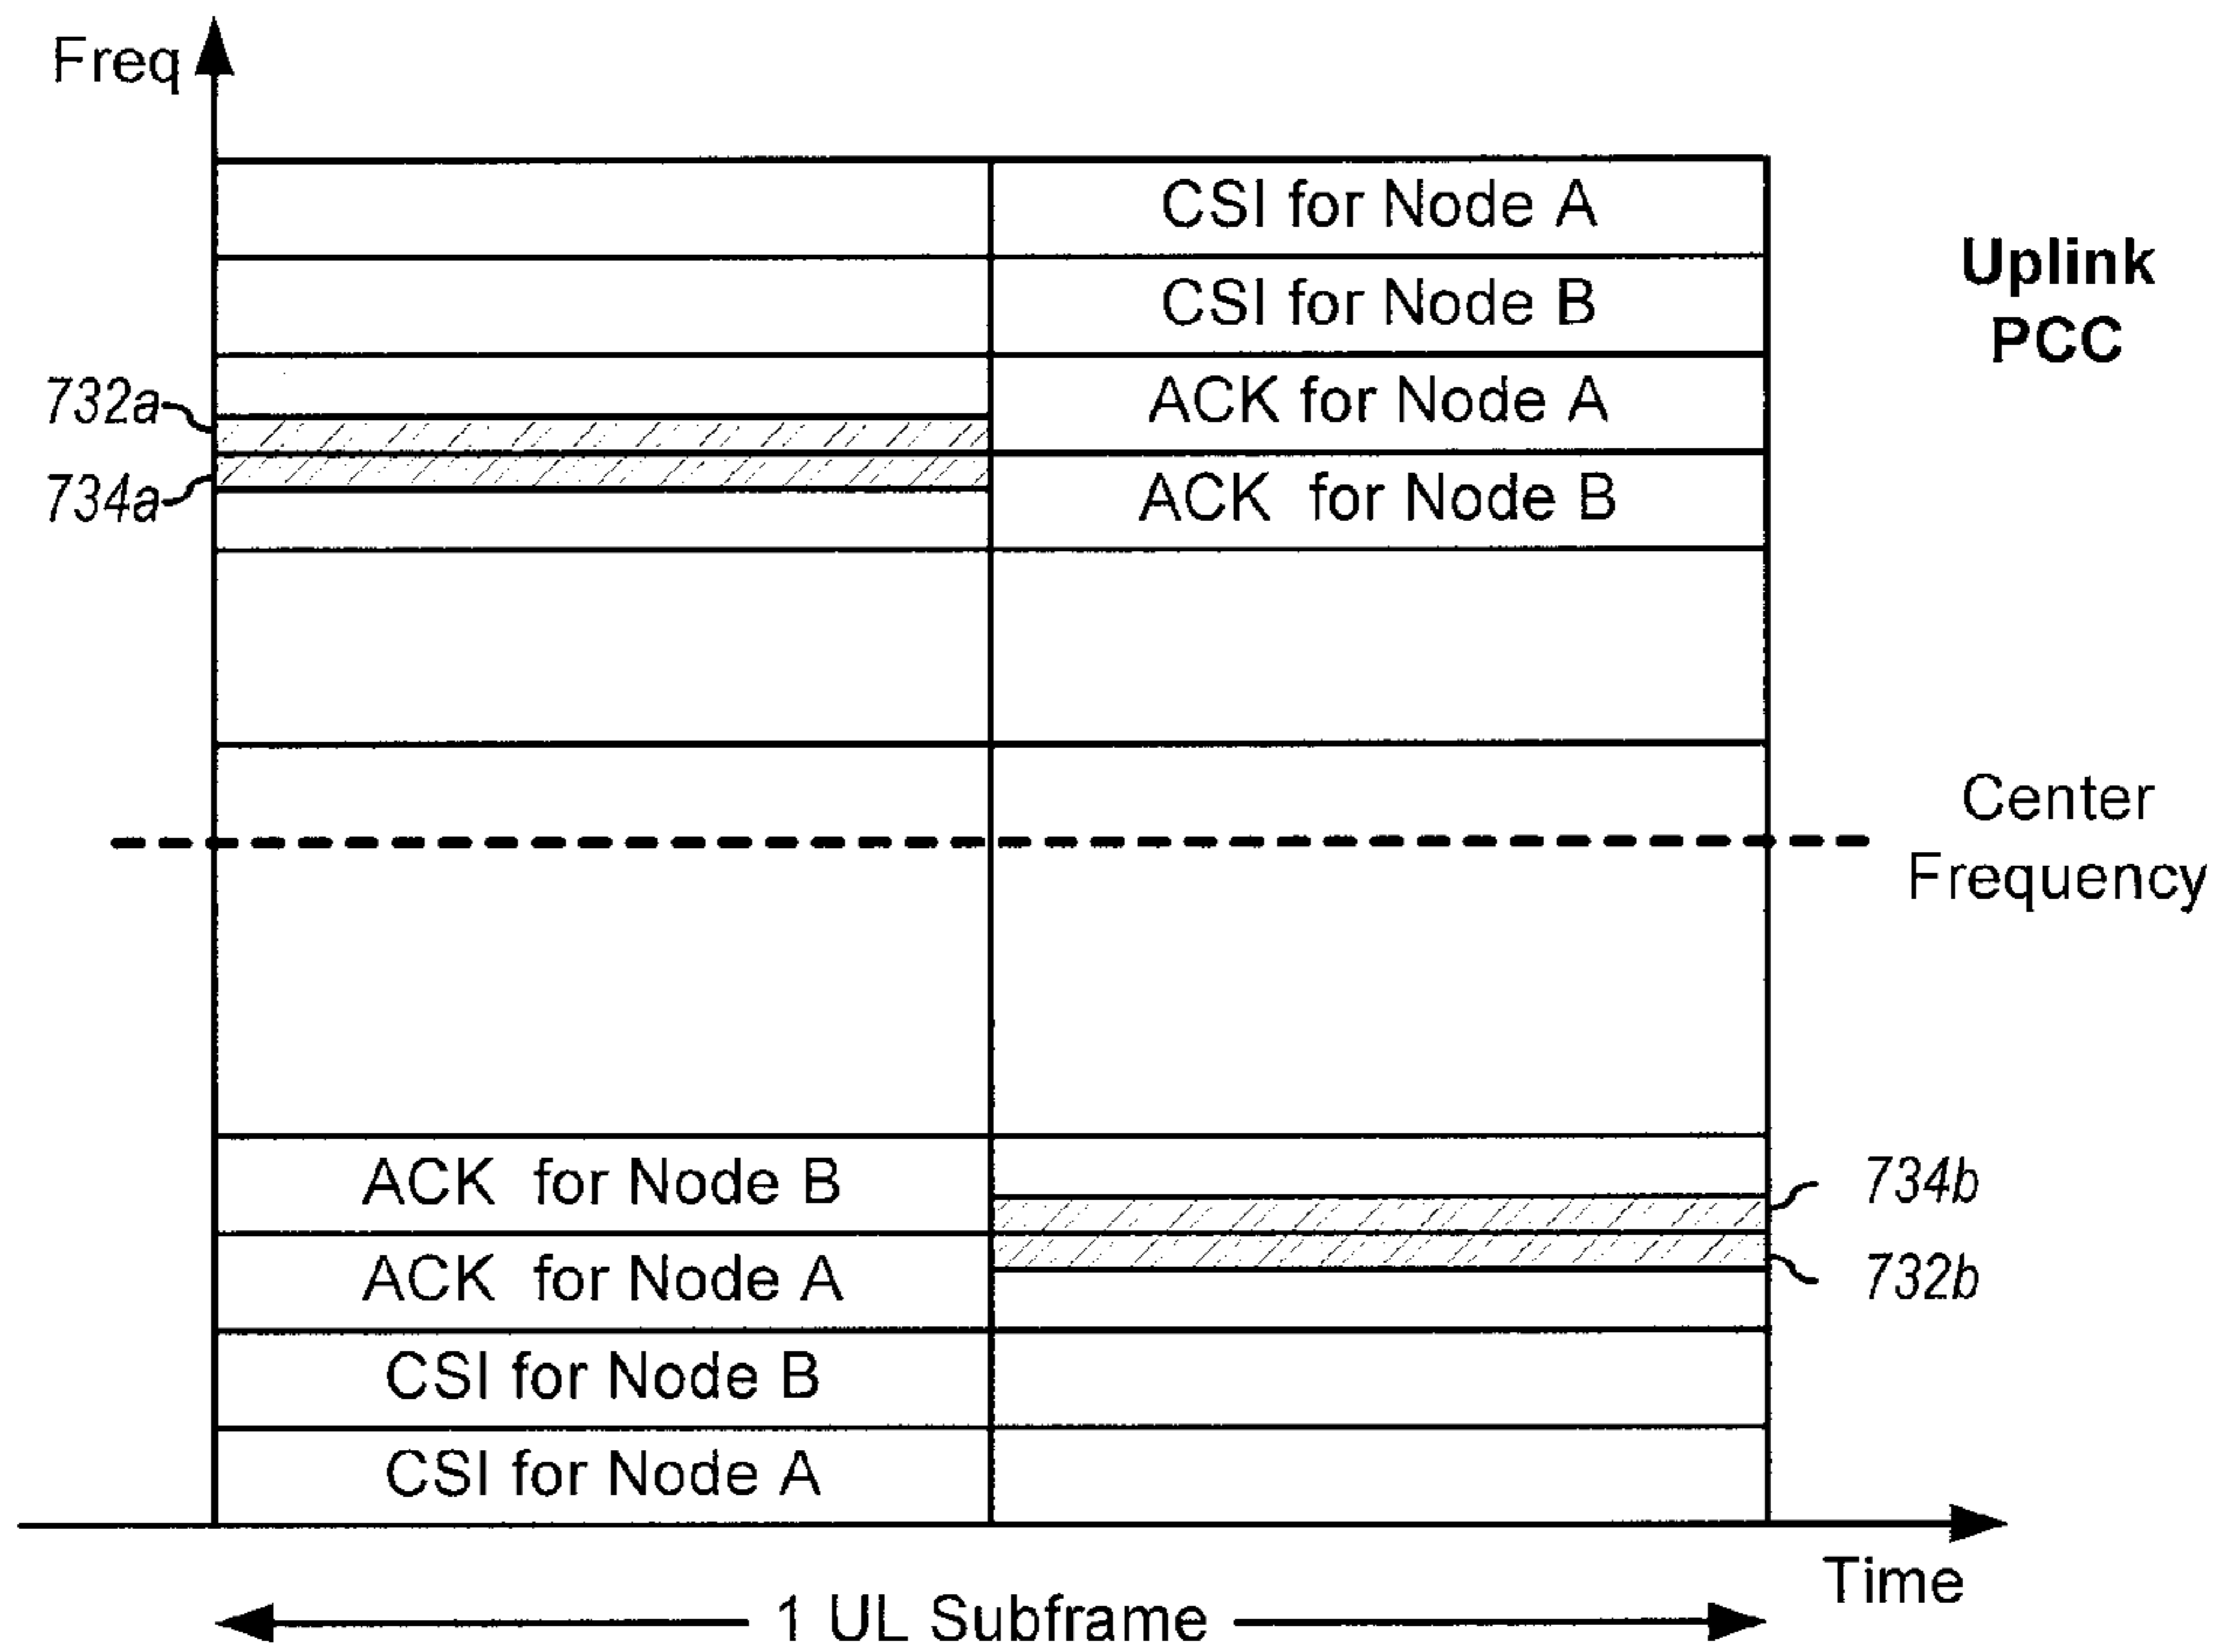 Freq
CSI for Node A
CSI for Node B
Uplink
PCC
732a
ACK for Node A
734a
ACK for Node B
Center
Frequency
ACK for Node B
734b
ACK for Node A
732b
CSI for Node B
CSI for Node A
Time
1 UL Subframe